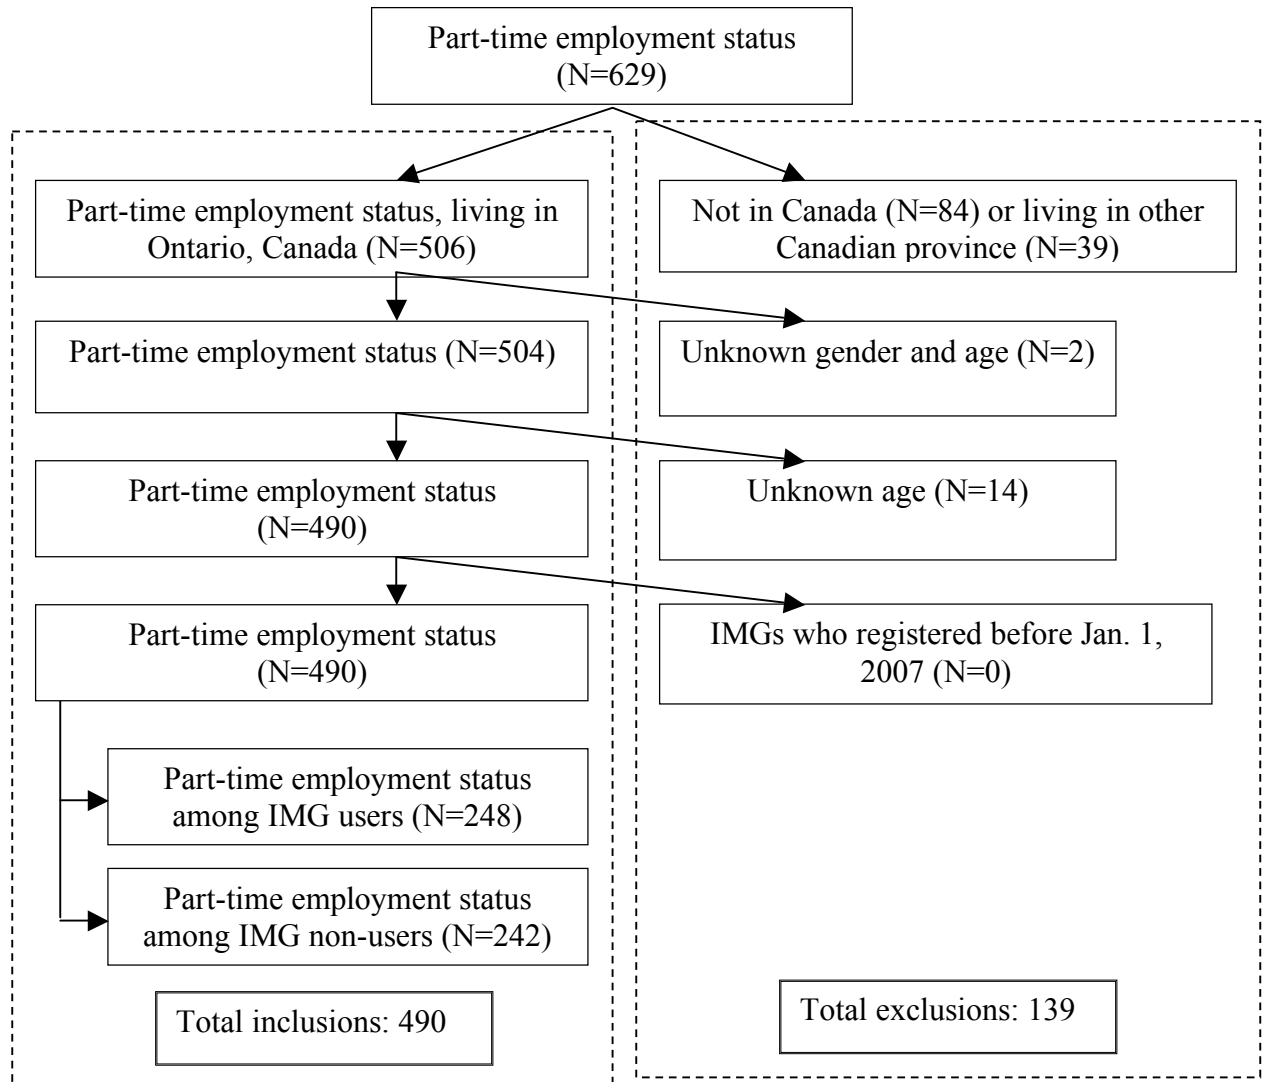 Part-time employment status
(N=629)
Part-time employment status, living in
Ontario, Canada (N=506)
Not in Canada (N=84) or living in other
Canadian province (N=39)
Part-time employment status (N=504)
Unknown gender and age (N=2)
Part-time employment status
(N=490)
Unknown age (N=14)
Part-time employment status
(N=490)
IMGs who registered before Jan. 1,
2007 (N=0)
Part-time employment status
among IMG users (N=248)
Part-time employment status
among IMG non-users (N=242)
Total inclusions: 490
Total exclusions: 139